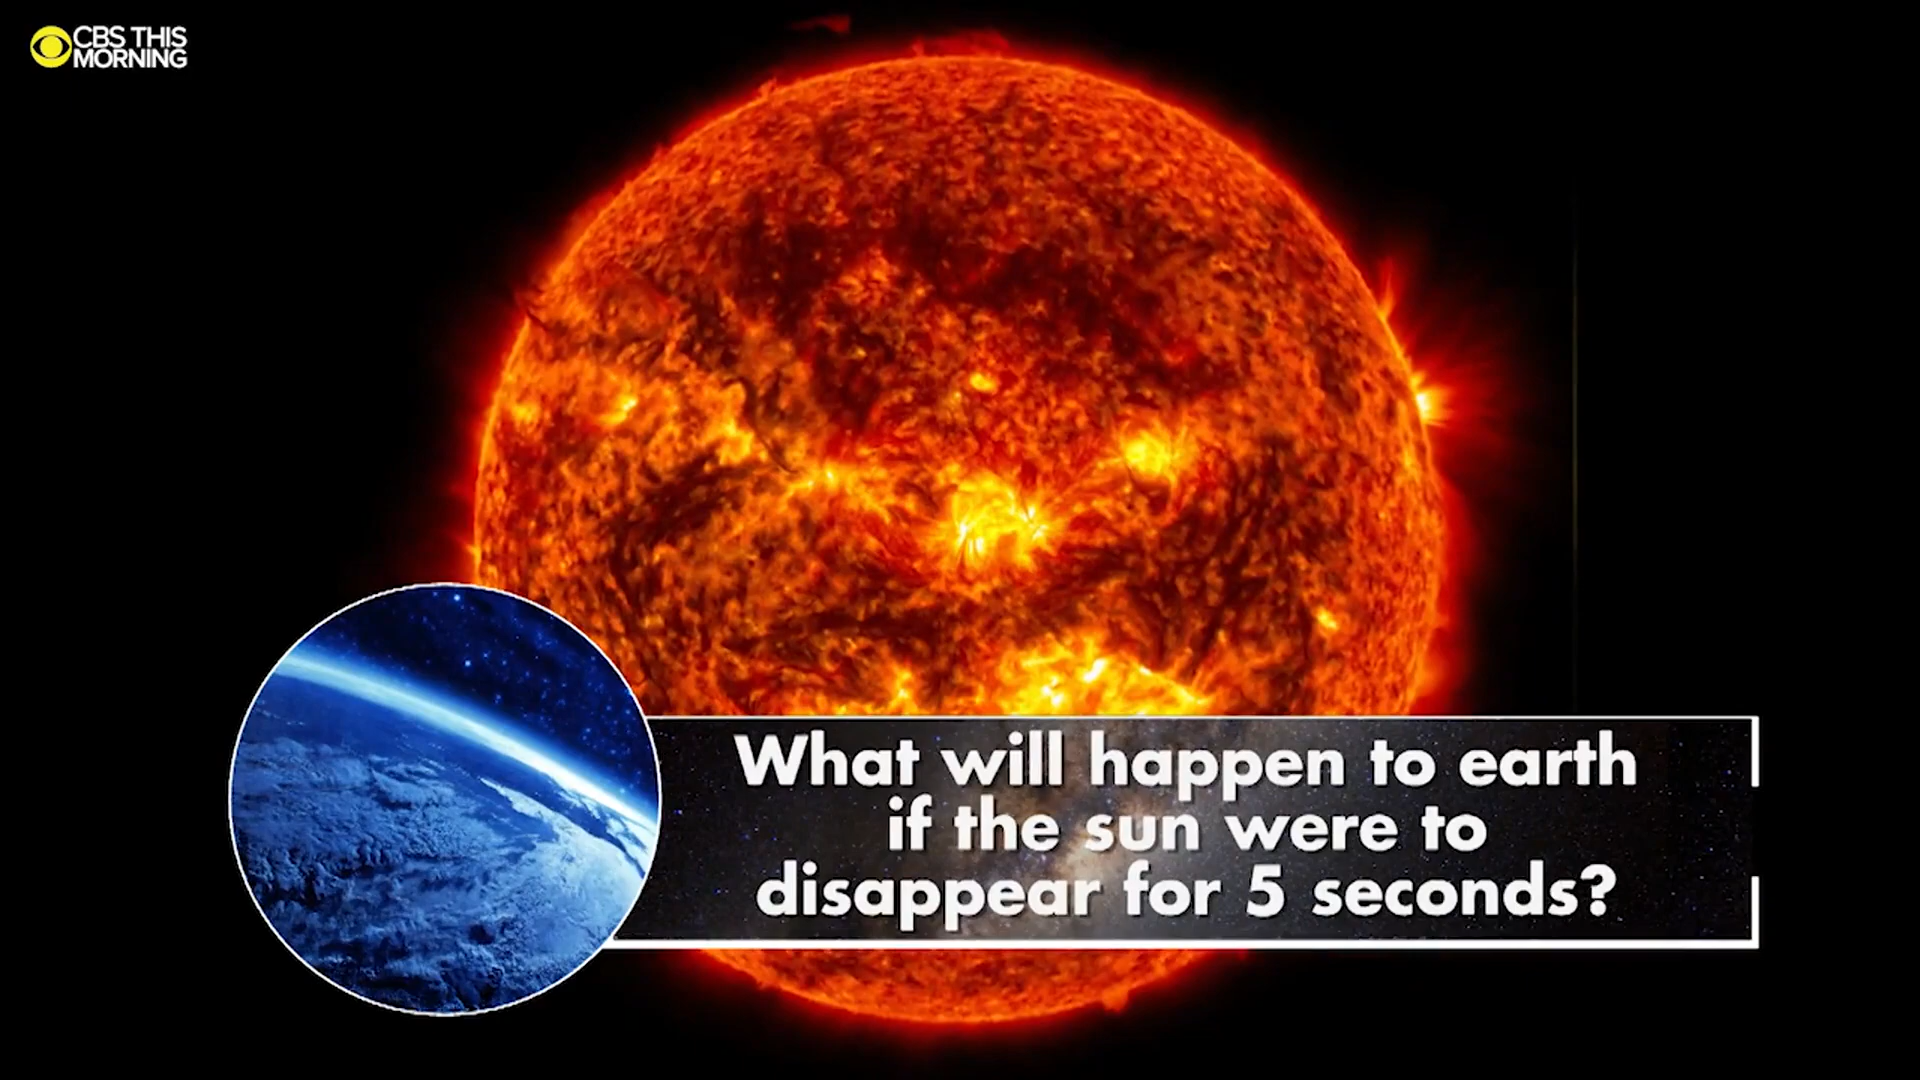 CBS THIS
MORNING
What will happen to earth
if the sun were to
disappear for 5 seconds?